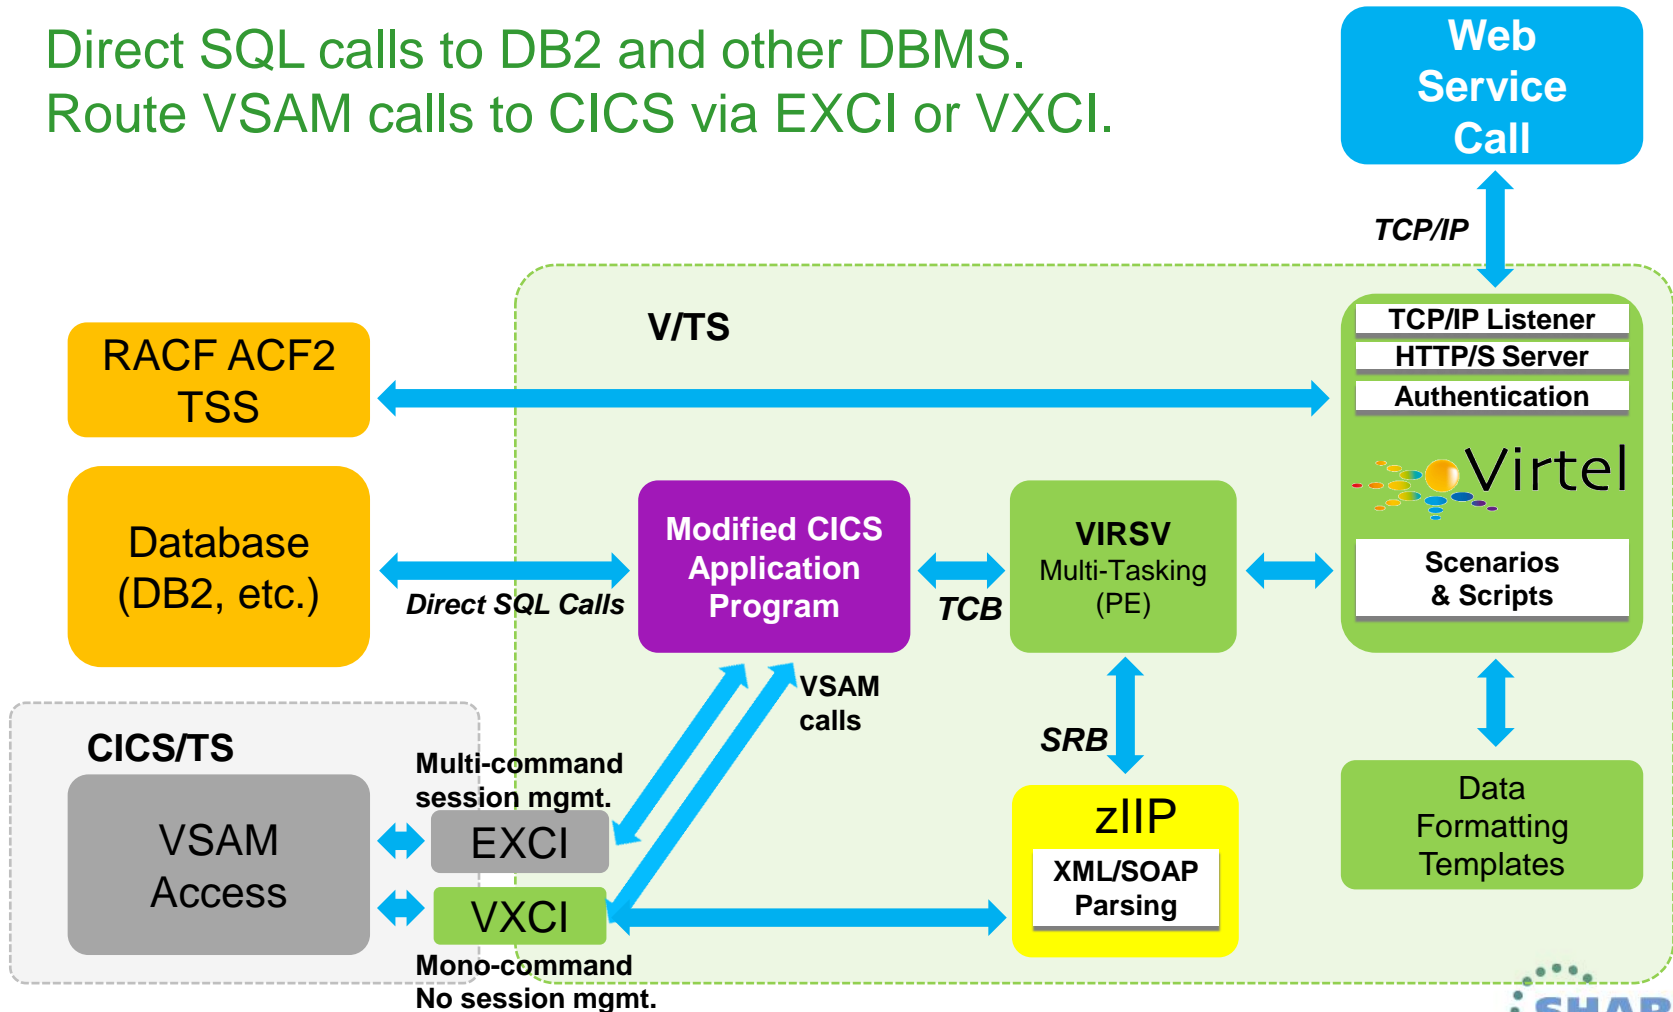 Direct SQL calls to DB2 and other DBMS.
Route VSAM calls to CICS via EXCI or VXCI.
Web
Service
Call
TCP/IP
V/TS
TCP/IP Listener
HTTP/S Server
Authentication
Virtel
Scenarios
& Scripts
RACF ACF2
TSS
Database
(DB2, etc.)
Direct SQL Calls
Modified CICS
Application
Program
TCB
VIRSV
Multi-Tasking
(PE)
VSAM
calls
SRB
CICS/TS
VSAM
Access
Multi-command
session mgmt.
EXCI
VXCI
Mono-command
No session mgmt.
zIIP
XML/SOAP
Parsing
Data
Formatting
Templates